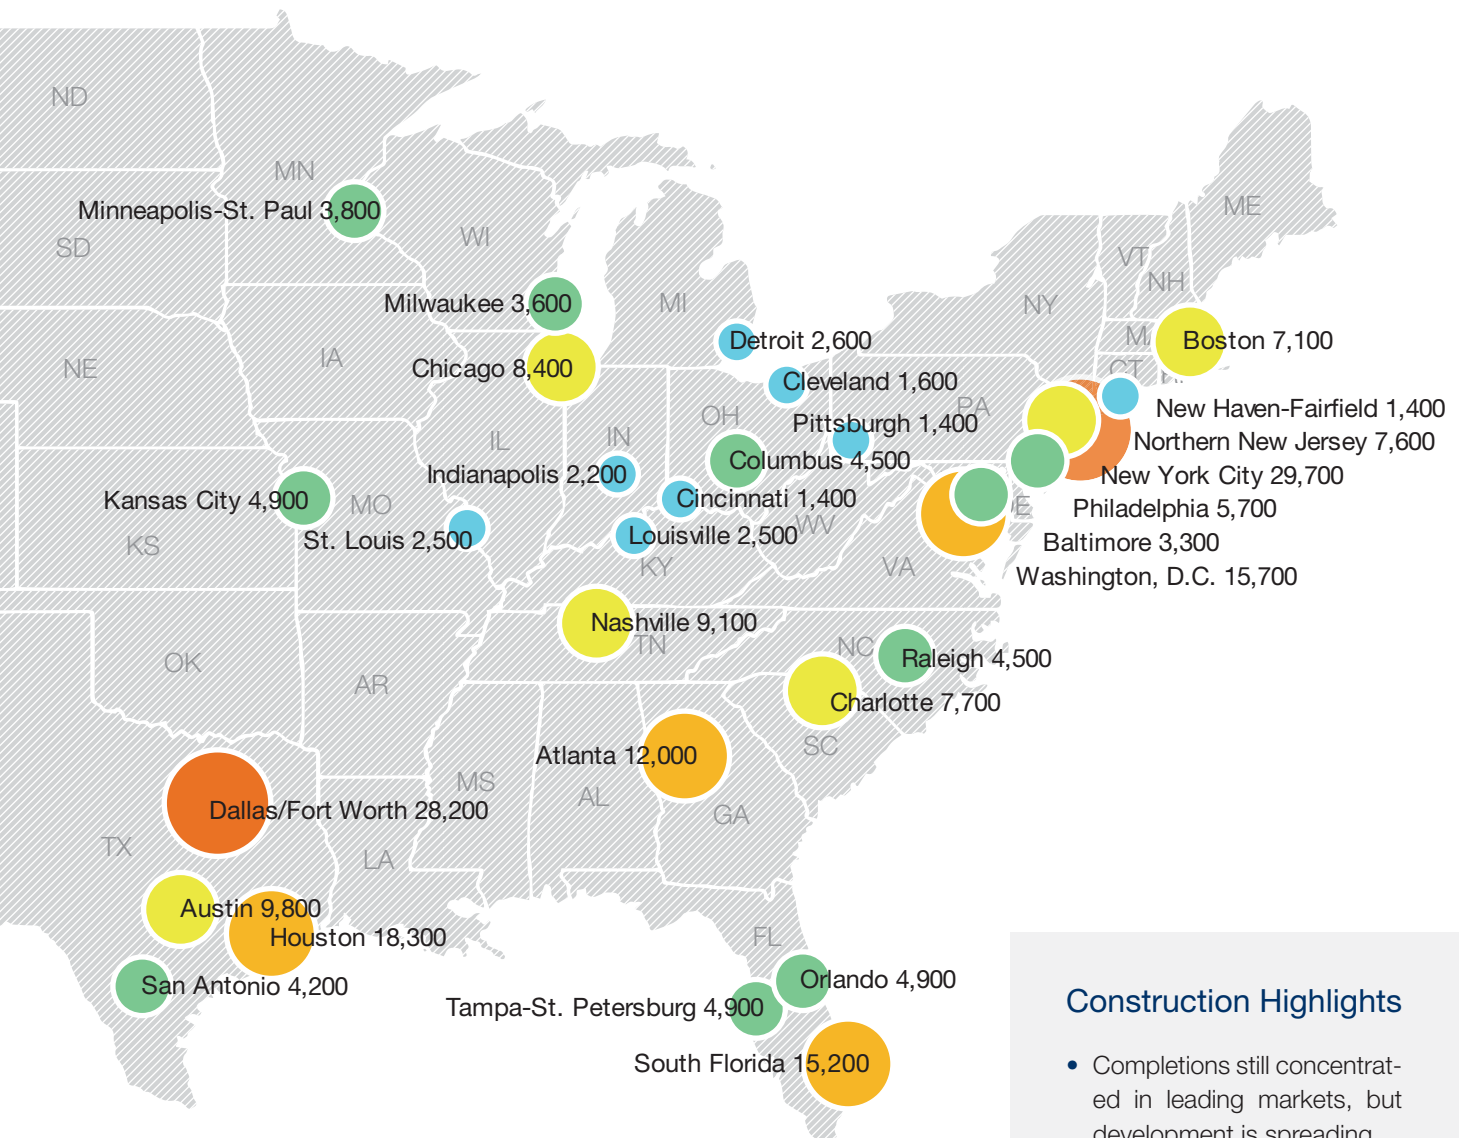 ND
MN
Minneapolis-St. Paul 3,800
SD
WI
ME
VT
NH
Milwaukee 3,600
MI
NY
Detroit 2,600
Boston 7,100
NE
IA
Chicago 8,400
CT
Cleveland 1,600
PA
New Haven-Fairfield 1,400
OH
Pittsburgh 1,400
IL
IN
Northern New Jersey 7,600
Columbus 4,500
Indianapolis 2,200
New York City 29,700
Kansas City 4,900
MO
Cincinnati 1,400
Philadelphia 5,700
WV
St. Louis 2,500
Louisville 2,500
KS
Baltimore 3,300
KY
VA
Washington, D.C. 15,700
Nashville 9,100
TN
NC
Raleigh 4,500
OK
AR
Charlotte 7,700
SC
Atlanta 12,000
MS
AL
GA
Dallas/Fort Worth 28,200
TX
LA
Austin 9,800
Houston 18,300
FL
San Antonio 4,200
Orlando 4,900
Tampa-St. Petersburg 4,900
South Florida 15,200
Construction Highlights
• Completions still concentrat-
ed in leading markets, but
development is spreading